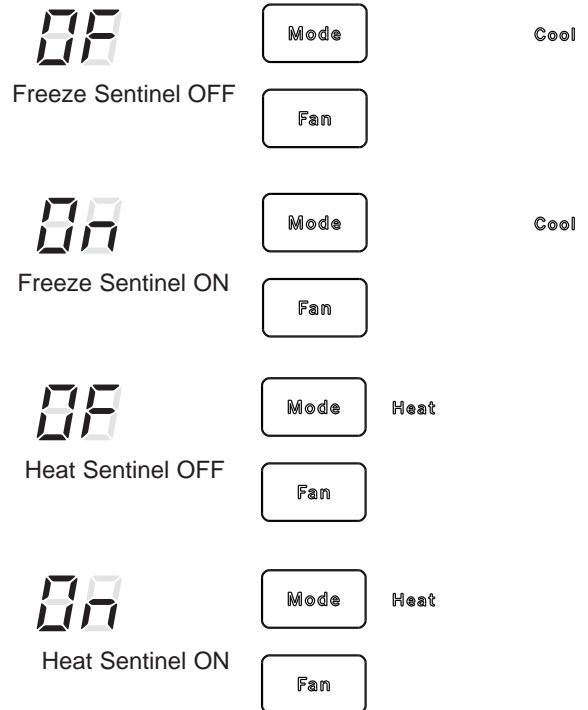 OF
Mode
Cool
Freeze Sentinel OFF
Fan
On
Mode
Cool
Freeze Sentinel ON
Fan
OF
Mode
Heat
Heat Sentinel OFF
Fan
On
Mode
Heat
Heat Sentinel ON
Fan